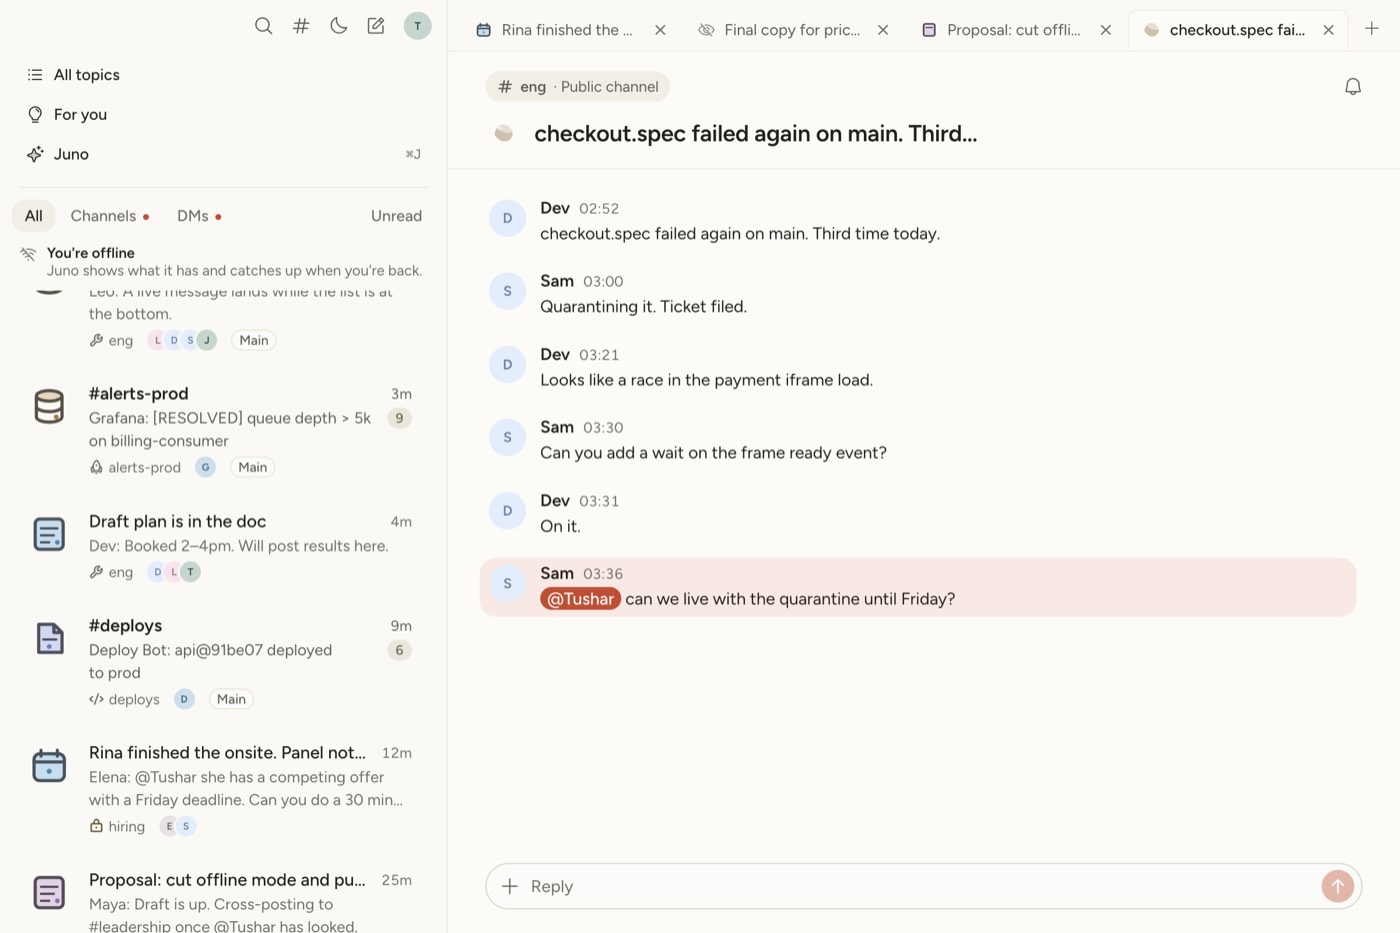 T
All topics
For you
Juno ⌘J
All Channels DMs Unread
You're offline
Juno shows what it has and catches up when you're back.
Leo: A live message lands while the list is at
the bottom.
eng L D S J Main
#alerts-prod 3m
Grafana: [RESOLVED] queue depth > 5k 9
on billing-consumer
alerts-prod G Main
Draft plan is in the doc 4m
Dev: Booked 2–4pm. Will post results here.
eng D L T
#deploys 9m
Deploy Bot: api@91be07 deployed 6
to prod
deploys D Main
Rina finished the onsite. Panel not... 12m
Elena: @Tushar she has a competing offer
with a Friday deadline. Can you do a 30 min...
hiring E S
Proposal: cut offline mode and pu... 25m
Maya: Draft is up. Cross-posting to
#leadership once @Tushar has looked.
Rina finished the ... Final copy for pric... Proposal: cut offli... checkout.spec fai...
# eng · Public channel
checkout.spec failed again on main. Third...
D Dev 02:52
checkout.spec failed again on main. Third time today.
S Sam 03:00
Quarantining it. Ticket filed.
D Dev 03:21
Looks like a race in the payment iframe load.
S Sam 03:30
Can you add a wait on the frame ready event?
D Dev 03:31
On it.
S Sam 03:36
@Tushar can we live with the quarantine until Friday?
Reply